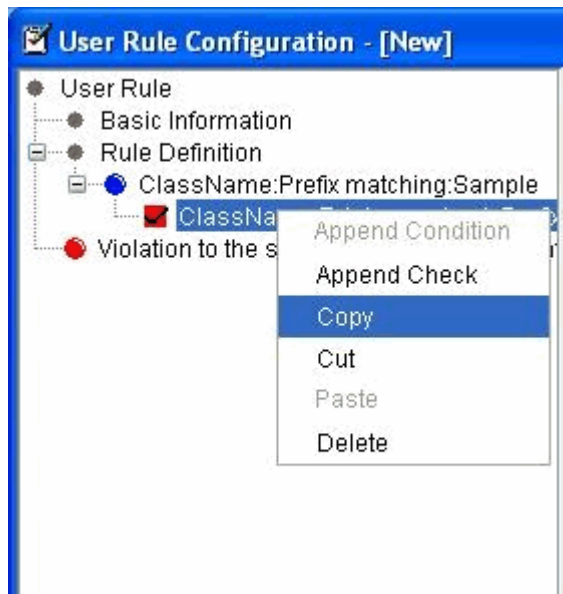 User Rule Configuration - [New]
User Rule
Basic Information
Rule Definition
ClassName:Prefix matching:Sample
Violation to the s
Append Condition
Append Check
Copy
Cut
Paste
Delete